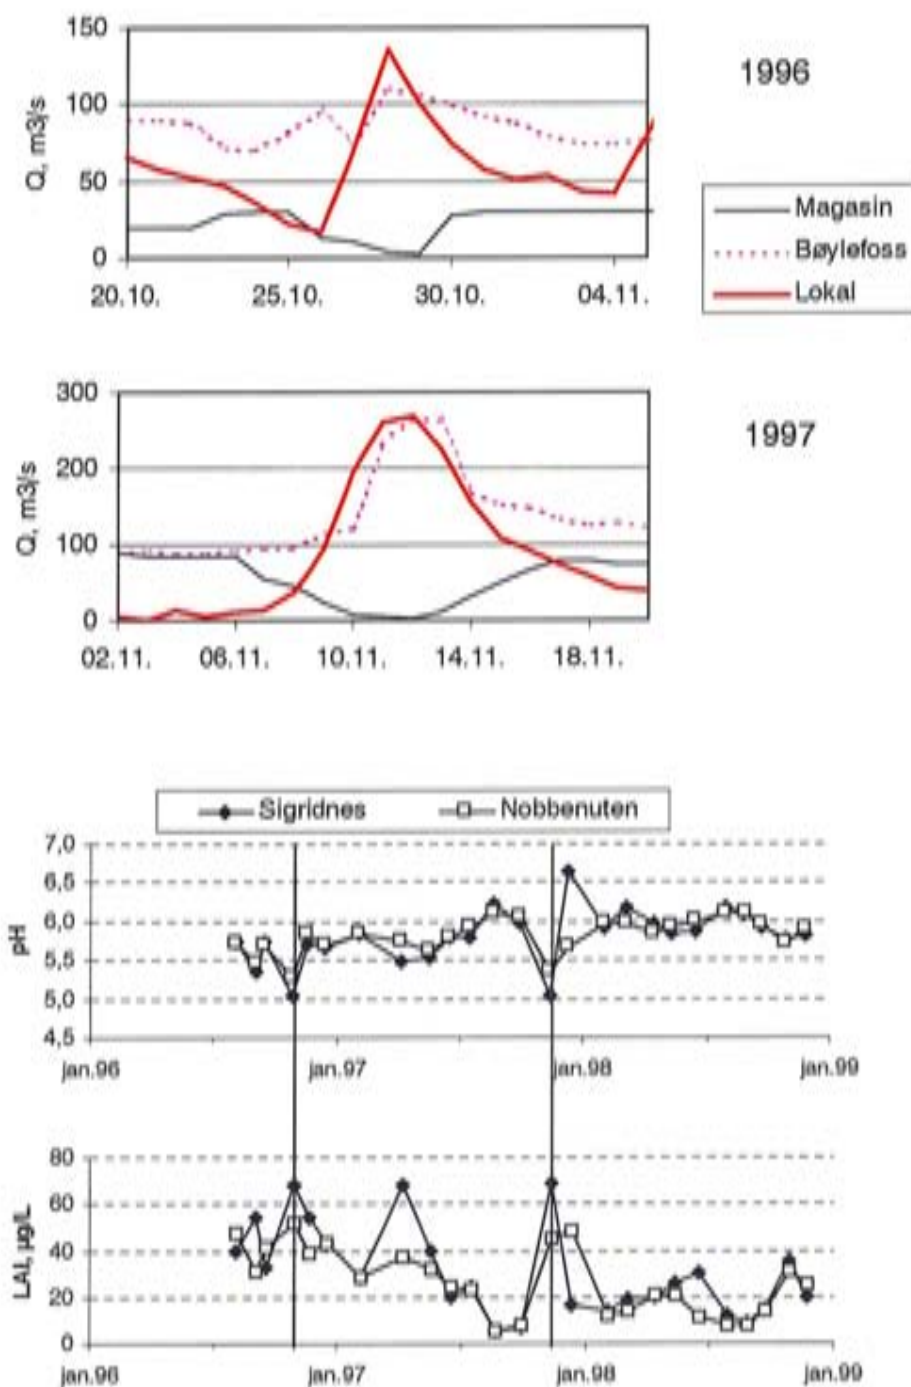 1996
Q, m3/s
150
100
50
0
20.10. 25.10. 30.10. 04.11.
Magasin
Bøylefoss
Lokal
1997
Q, m3/s
300
200
100
0
02.11. 06.11. 10.11. 14.11. 18.11.
Sigridnes Nobbenuten
pH
7,0
6,5
6,0
5,5
5,0
4,5
jan.96 jan.97 jan.98 jan.99
LAl, µg/L
80
60
40
20
0
jan.96 jan.97 jan.98 jan.99